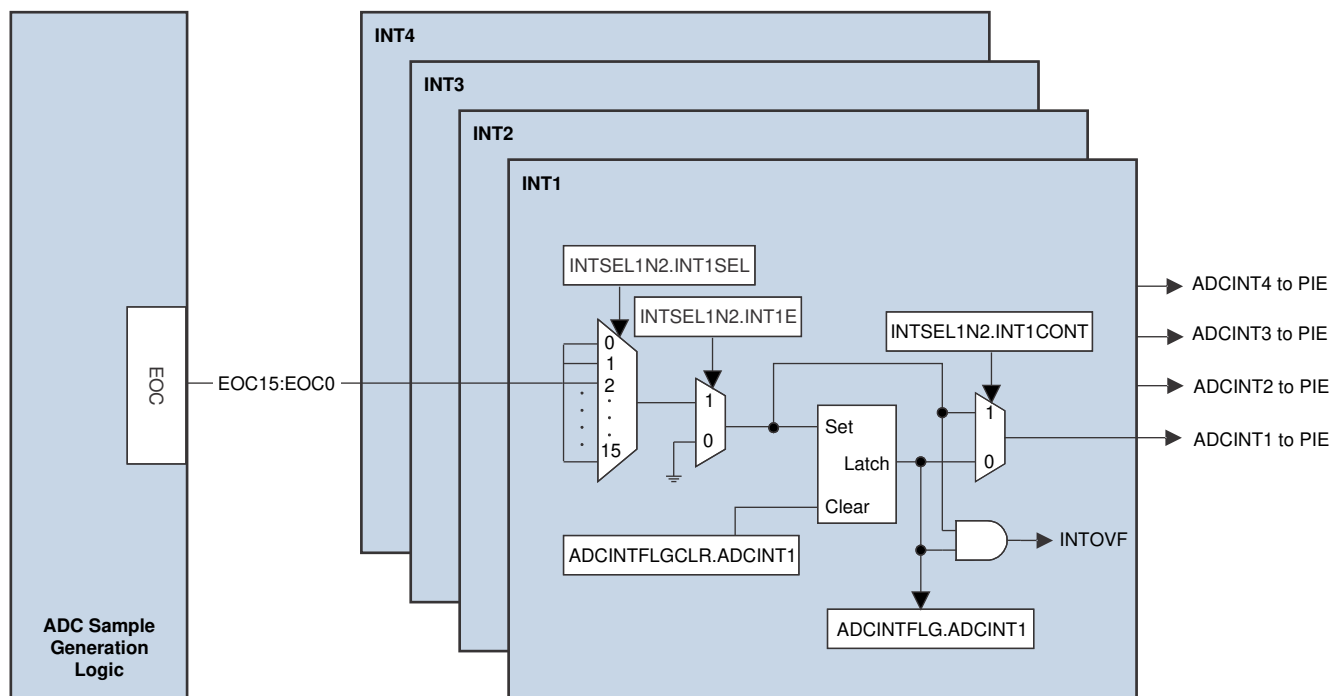 INT4
INT3
INT2
INT1
INTSEL1N2.INT1SEL
INTSEL1N2.INT1E
INTSEL1N2.INT1CONT
ADCINT4 to PIE
ADCINT3 to PIE
ADCINT2 to PIE
ADCINT1 to PIE
EOC
EOC15:EOC0
0
1
2
15
1
0
Set
Latch
Clear
1
0
ADCINTFLGCLR.ADCINT1
INTOVF
ADCINTFLG.ADCINT1
ADC Sample
Generation
Logic